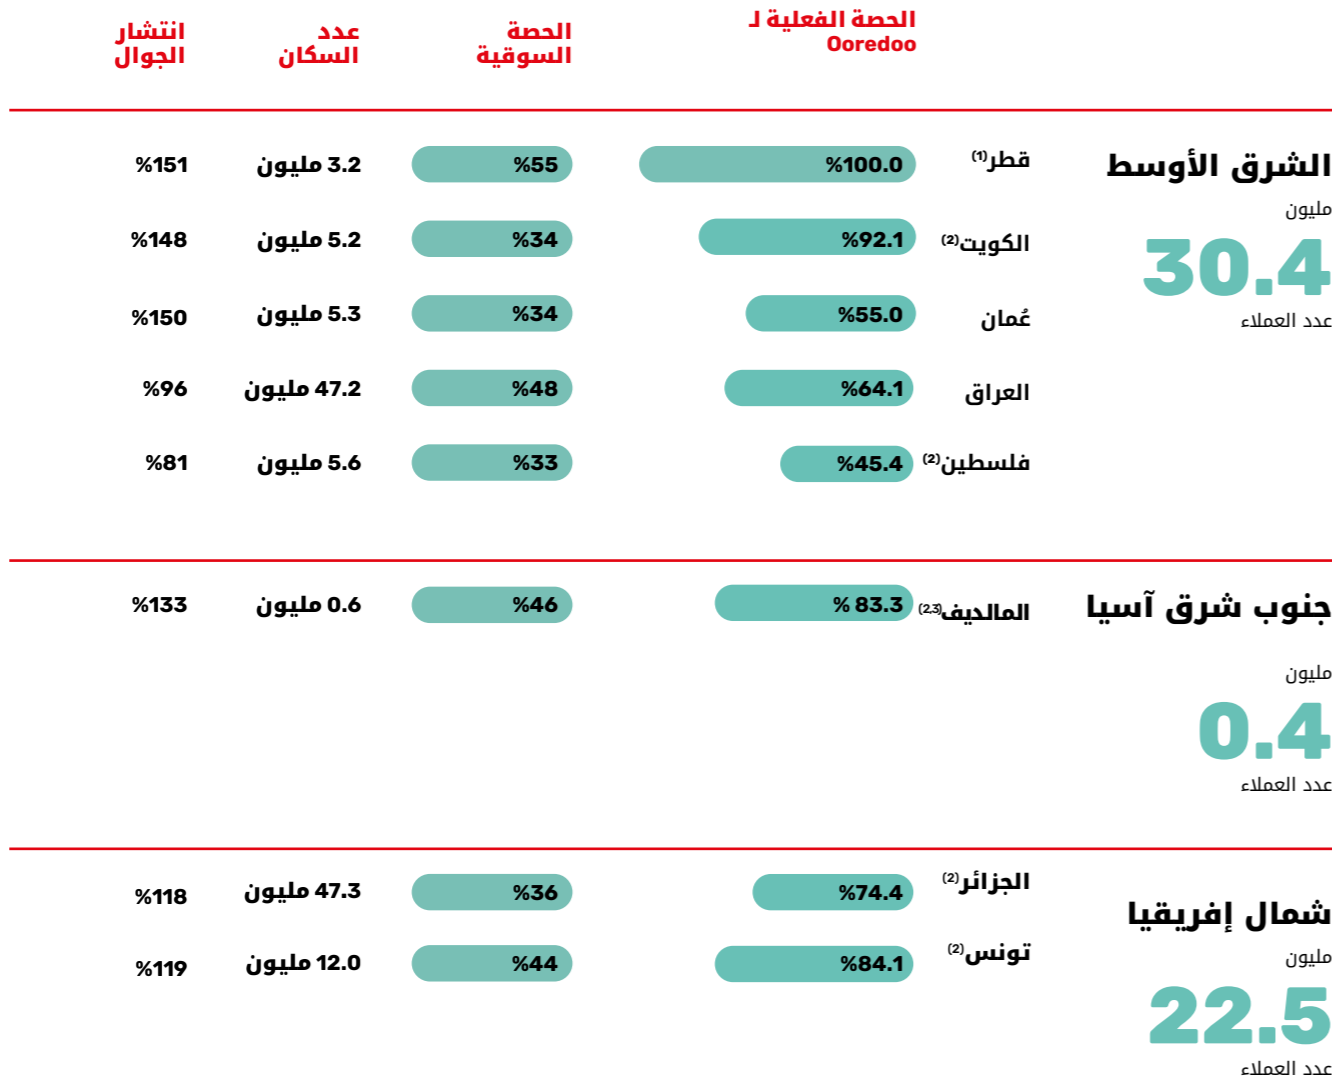 الحصة الفعلية لـ
Ooredoo
الحصة
السوقية
عدد
السكان
انتشار
الجوال
الشرق الأوسط
مليون
30.4
عدد العملاء
قطر(1) %100.0 %55 3.2 مليون %151
الكويت(2) %92.1 %34 5.2 مليون %148
عُمان %55.0 %34 5.3 مليون %150
العراق %64.1 %48 47.2 مليون %96
فلسطين(2) %45.4 %33 5.6 مليون %81
جنوب شرق آسيا
مليون
0.4
عدد العملاء
المالديف(2,3) % 83.3 %46 0.6 مليون %133
شمال إفريقيا
مليون
22.5
عدد العملاء
الجزائر(2) %74.4 %36 47.3 مليون %118
تونس(2) %84.1 %44 12.0 مليون %119